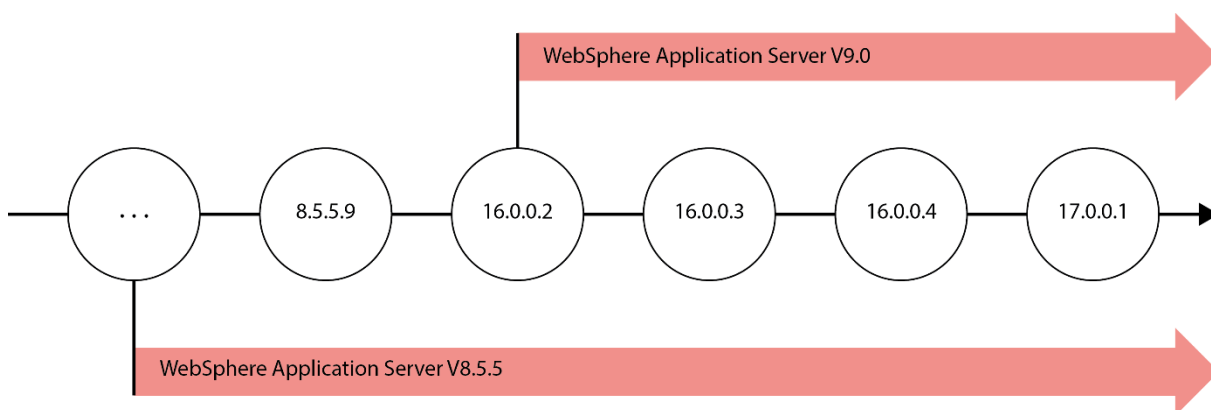 WebSphere Application Server V9.0
. . .
8.5.5.9
16.0.0.2
16.0.0.3
16.0.0.4
17.0.0.1
WebSphere Application Server V8.5.5